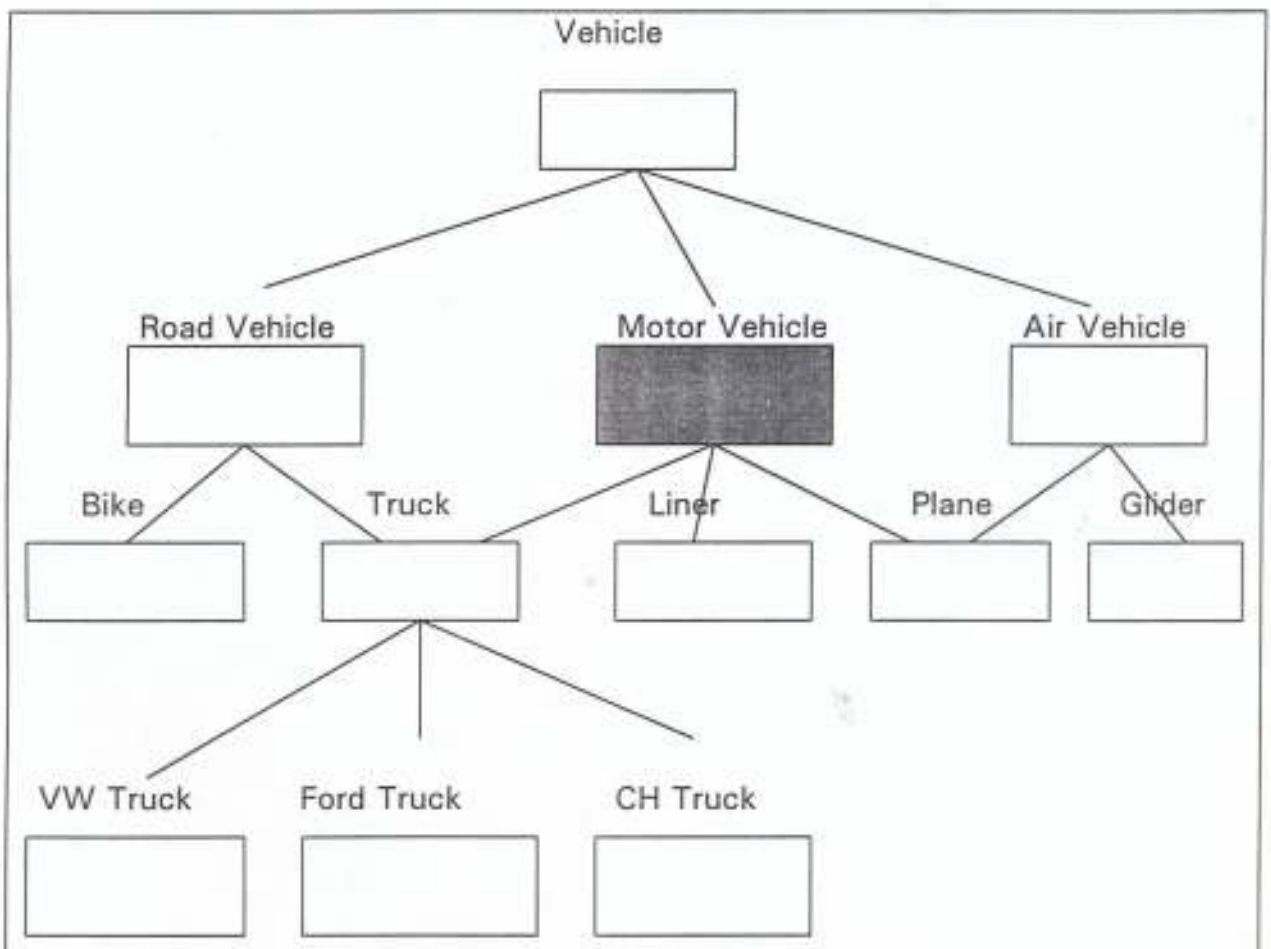 Vehicle
Road Vehicle
Motor Vehicle
Air Vehicle
Bike
Truck
Liner
Plane
Glider
VW Truck
Ford Truck
CH Truck